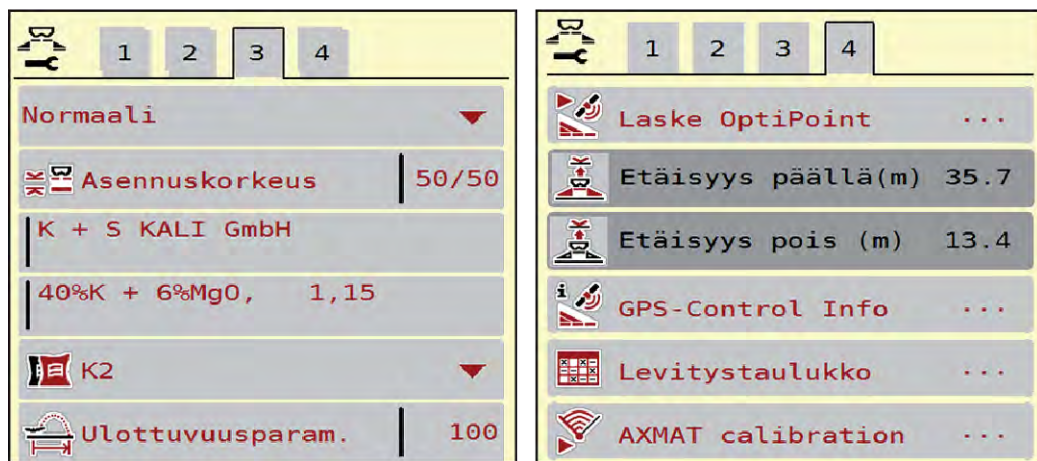 1 2 3 4
Normaali
Asennuskorkeus 50/50
K + S KALI GmbH
40%K + 6%MgO, 1,15
K2
Ulottuvuusparam. 100
1 2 3 4
Laske OptiPoint ...
Etäisyys päällä(m) 35.7
Etäisyys pois (m) 13.4
i
GPS-Control Info ...
Levitystaulukko ...
AXMAT calibration ...